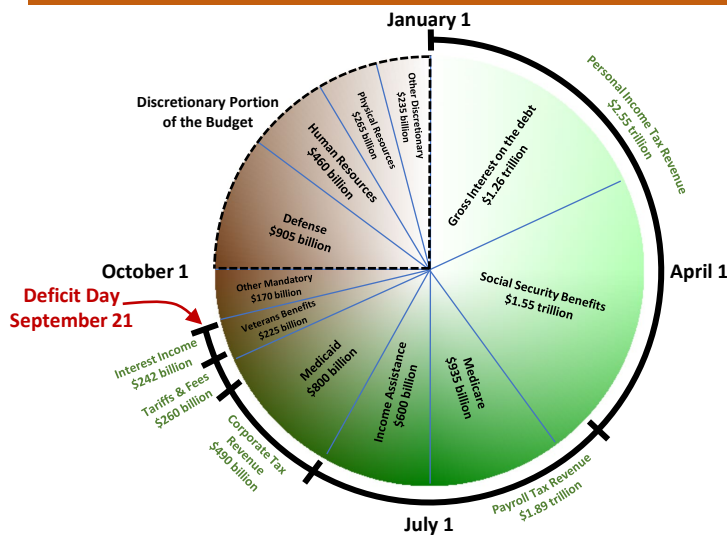 January 1
Personal Income Tax Revenue
$2.55 trillion
Gross Interest on the debt
$1.26 trillion
April 1
Social Security Benefits
$1.55 trillion
Medicare
$935 billion
Payroll Tax Revenue
$1.89 trillion
July 1
Income Assistance
$600 billion
Medicaid
$800 billion
Corporate Tax
Revenue
$490 billion
Tariffs & Fees
$260 billion
Interest Income
$242 billion
Deficit Day
September 21
Veterans Benefits
$225 billion
Other Mandatory
$170 billion
October 1
Defense
$905 billion
Human Resources
$460 billion
Physical Resources
$265 billion
Other Discretionary
$235 billion
Discretionary Portion
of the Budget